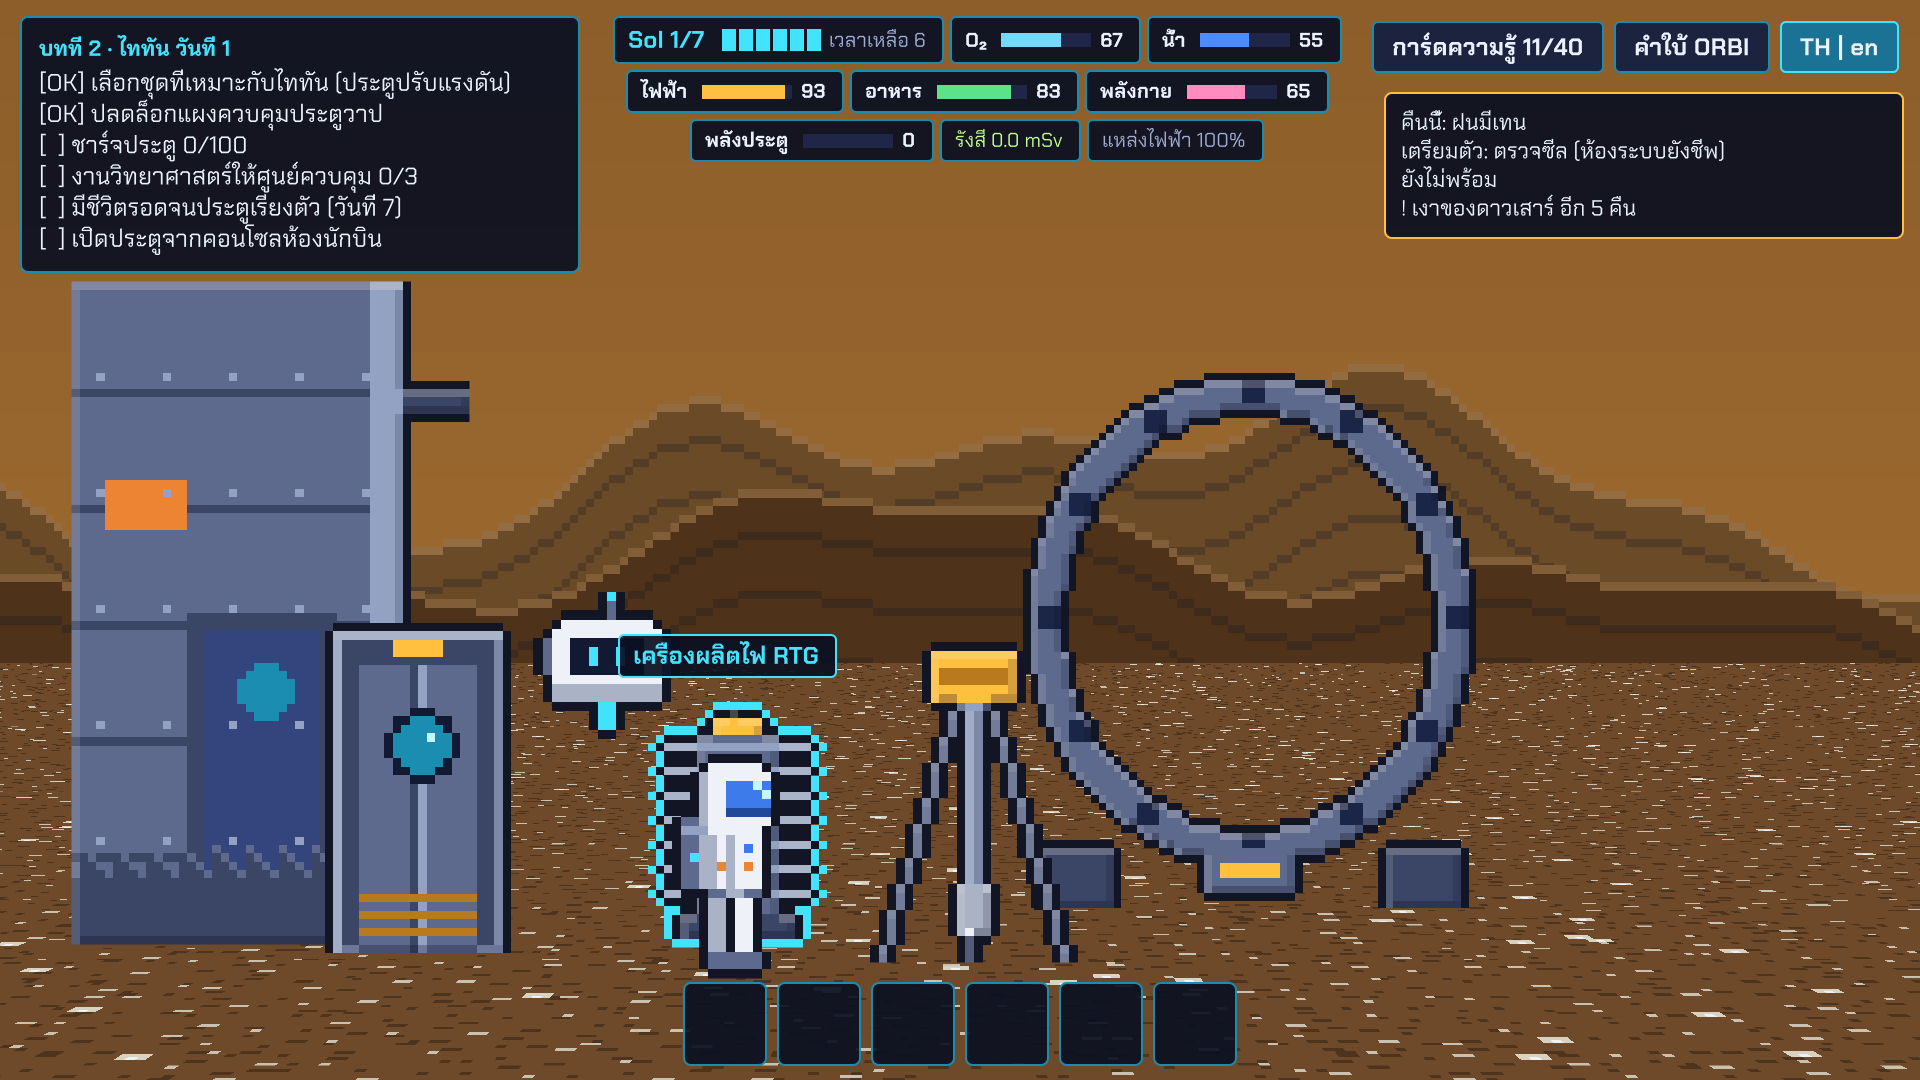 บทที่ 2 · ไททัน วันที่ 1
[OK] เลือกชุดที่เหมาะกับไททัน (ประตูปรับแรงดัน)
[OK] ปลดล็อกแผงควบคุมประตูวาป
[ ] ชาร์จประตู 0/100
[ ] งานวิทยาศาสตร์ให้ศูนย์ควบคุม 0/3
[ ] มีชีวิตรอดจนประตูเรียงตัว (วันที่ 7)
[ ] เปิดประตูจากคอนโซลห้องนักบิน
Sol 1/7 เวลาเหลือ 6
O₂ 67
น้ำ 55
ไฟฟ้า 93
อาหาร 83
พลังกาย 65
พลังประตู 0
รังสี 0.0 mSv
แหล่งไฟฟ้า 100%
การ์ดความรู้ 11/40
คำใบ้ ORBI
TH | en
คืนนี้: ฝนมีเทน
เตรียมตัว: ตรวจซีล (ห้องระบบยังชีพ)
ยังไม่พร้อม
! เงาของดาวเสาร์ อีก 5 คืน
เครื่องผลิตไฟ RTG